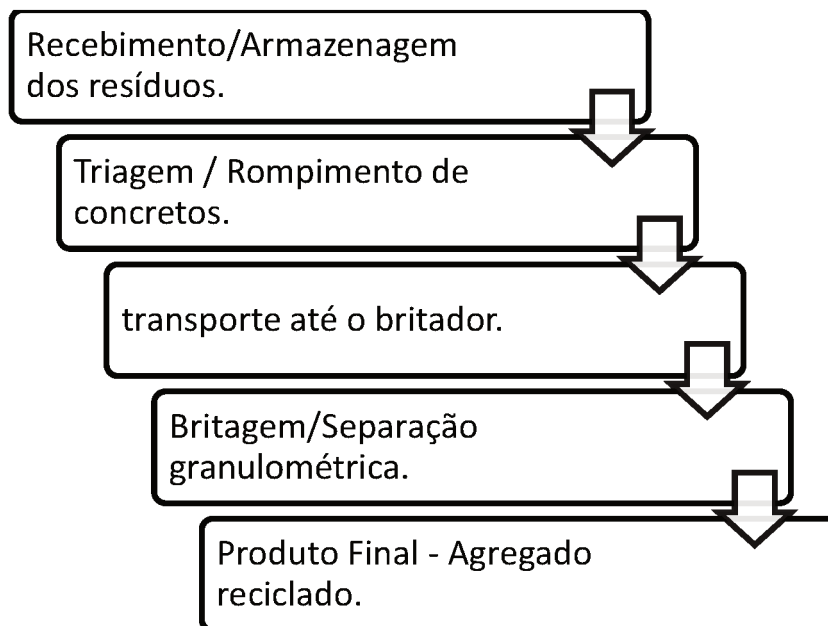 Recebimento/Armazenagem
dos resíduos.
Triagem / Rompimento de
concretos.
transporte até o britador.
Britagem/Separação
granulométrica.
Produto Final - Agregado
reciclado.